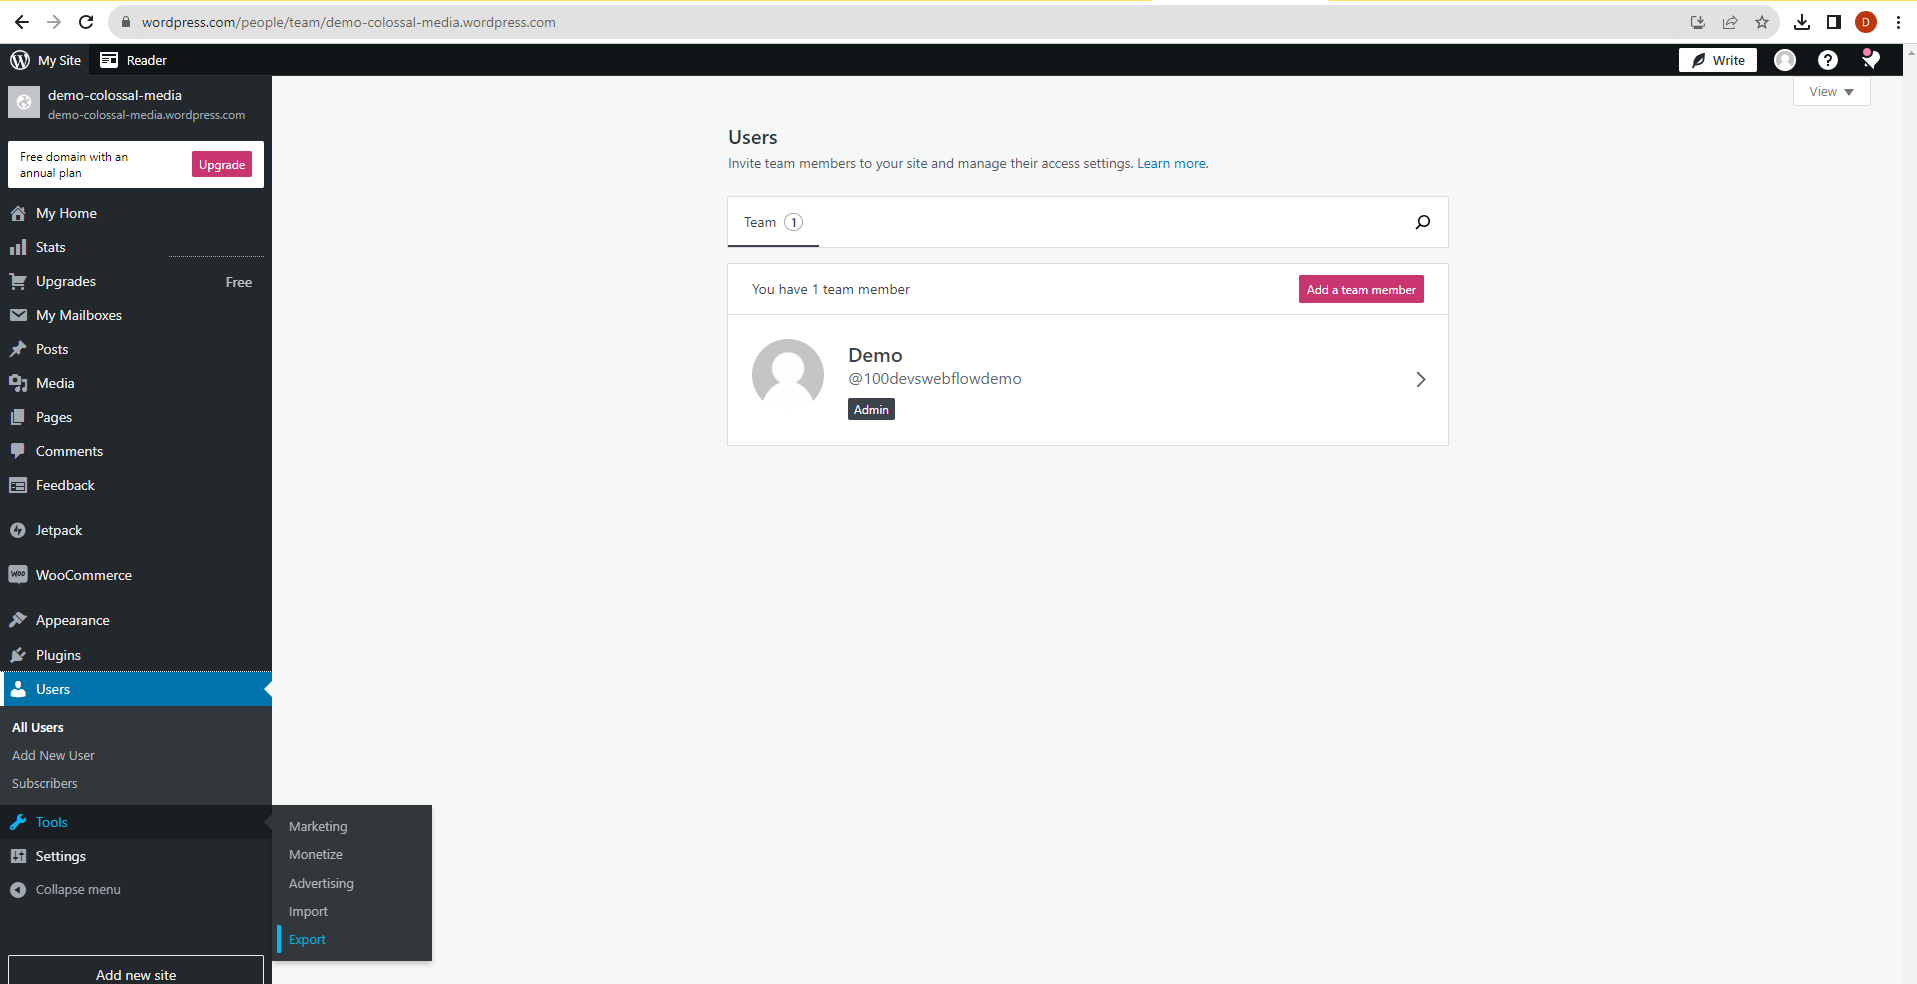 wordpress.com/people/team/demo-colossal-media.wordpress.com
D
My Site
Reader
Write
demo-colossal-media
demo-colossal-media.wordpress.com
View
Free domain with an
annual plan
Upgrade
Users
Invite team members to your site and manage their access settings. Learn more.
My Home
Stats
Upgrades
Free
My Mailboxes
Posts
Media
Pages
Comments
Feedback
Jetpack
WOO
WooCommerce
Appearance
Plugins
Users
All Users
Add New User
Subscribers
Tools
Settings
Collapse menu
Add new site
Marketing
Monetize
Advertising
Import
Export
Team 1
You have 1 team member
Add a team member
Demo
@100devswebflowdemo
Admin